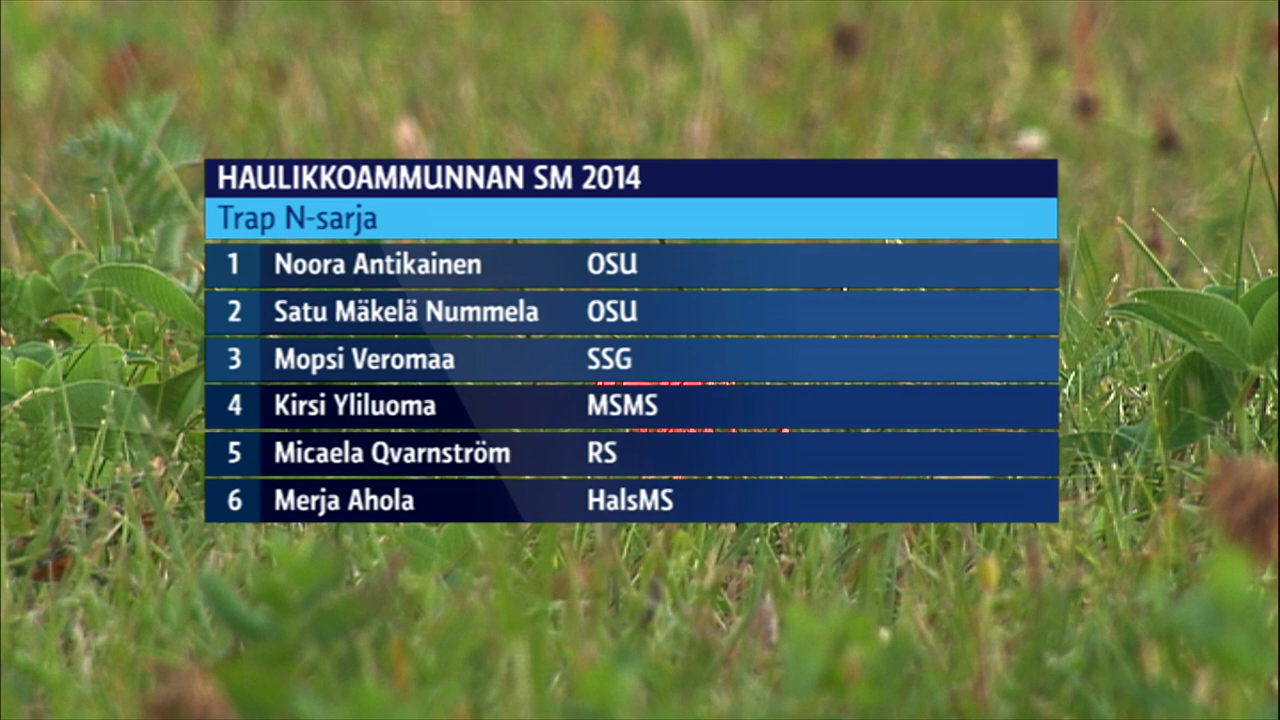 HAULIKKOAMMUNNAN SM 2014
Trap N-sarja
1 Noora Antikainen OSU
2 Satu Mäkelä Nummela OSU
3 Mopsi Veromaa SSG
4 Kirsi Yliluoma MSMS
5 Micaela Qvarnström RS
6 Merja Ahola HalsMS